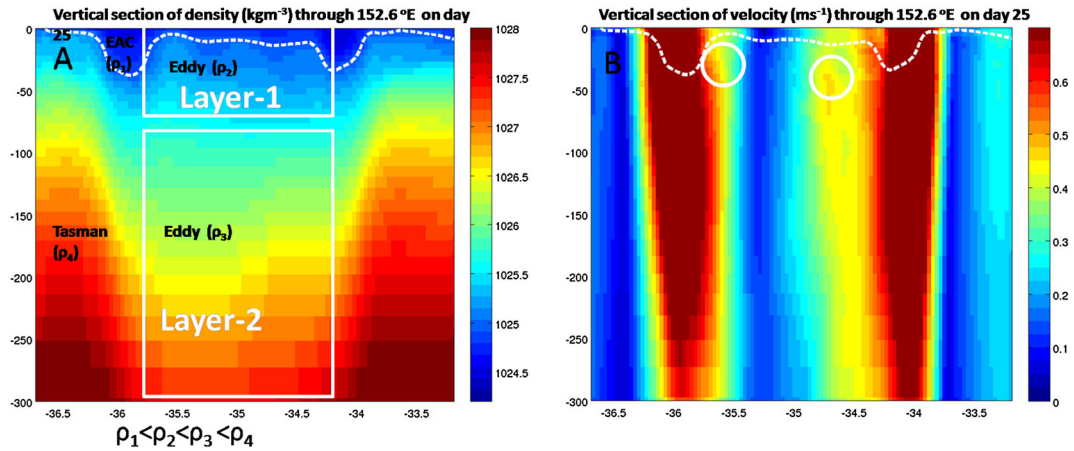 Vertical section of density (kgm⁻³) through 152.6 ºE on day
25
Vertical section of velocity (ms⁻¹) through 152.6 ºE on day 25
A
EAC
(ρ₁)
Eddy (ρ₂)
Layer-1
Tasman
(ρ₄)
Eddy (ρ₃)
Layer-2
0
-50
-100
-150
-200
-250
-300
-36.5 -36 -35.5 -35 -34.5 -34 -33.5
1028
1027.5
1027
1026.5
1026
1025.5
1025
1024.5
ρ₁<ρ₂<ρ₃<ρ₄
B
0
-50
-100
-150
-200
-250
-300
-36.5 -36 -35.5 -35 -34.5 -34 -33.5
0.6
0.5
0.4
0.3
0.2
0.1
0